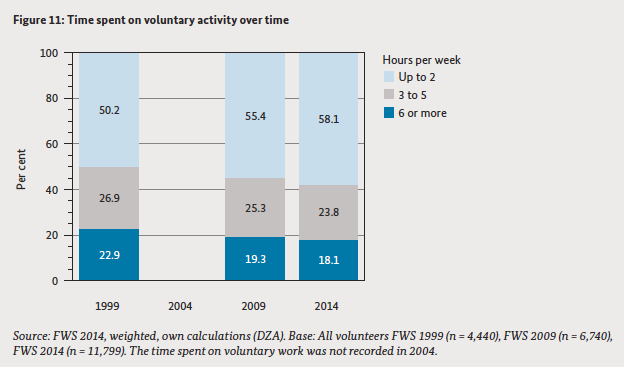 Figure 11: Time spent on voluntary activity over time
Hours per week
Up to 2
3 to 5
6 or more
Per cent
100
80
60
40
20
0
50.2
26.9
22.9
55.4
25.3
19.3
58.1
23.8
18.1
1999
2004
2009
2014
Source: FWS 2014, weighted, own calculations (DZA). Base: All volunteers FWS 1999 (n = 4,440), FWS 2009 (n = 6,740),
FWS 2014 (n = 11,799). The time spent on voluntary work was not recorded in 2004.